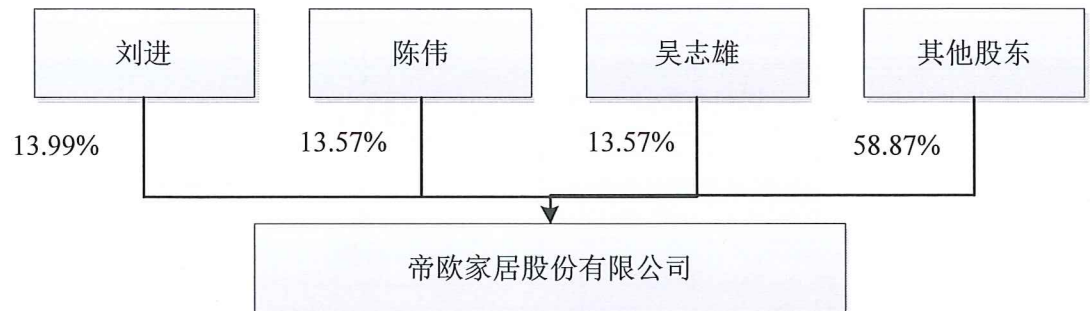 刘进
陈伟
吴志雄
其他股东
13.99%
13.57%
13.57%
58.87%
帝欧家居股份有限公司